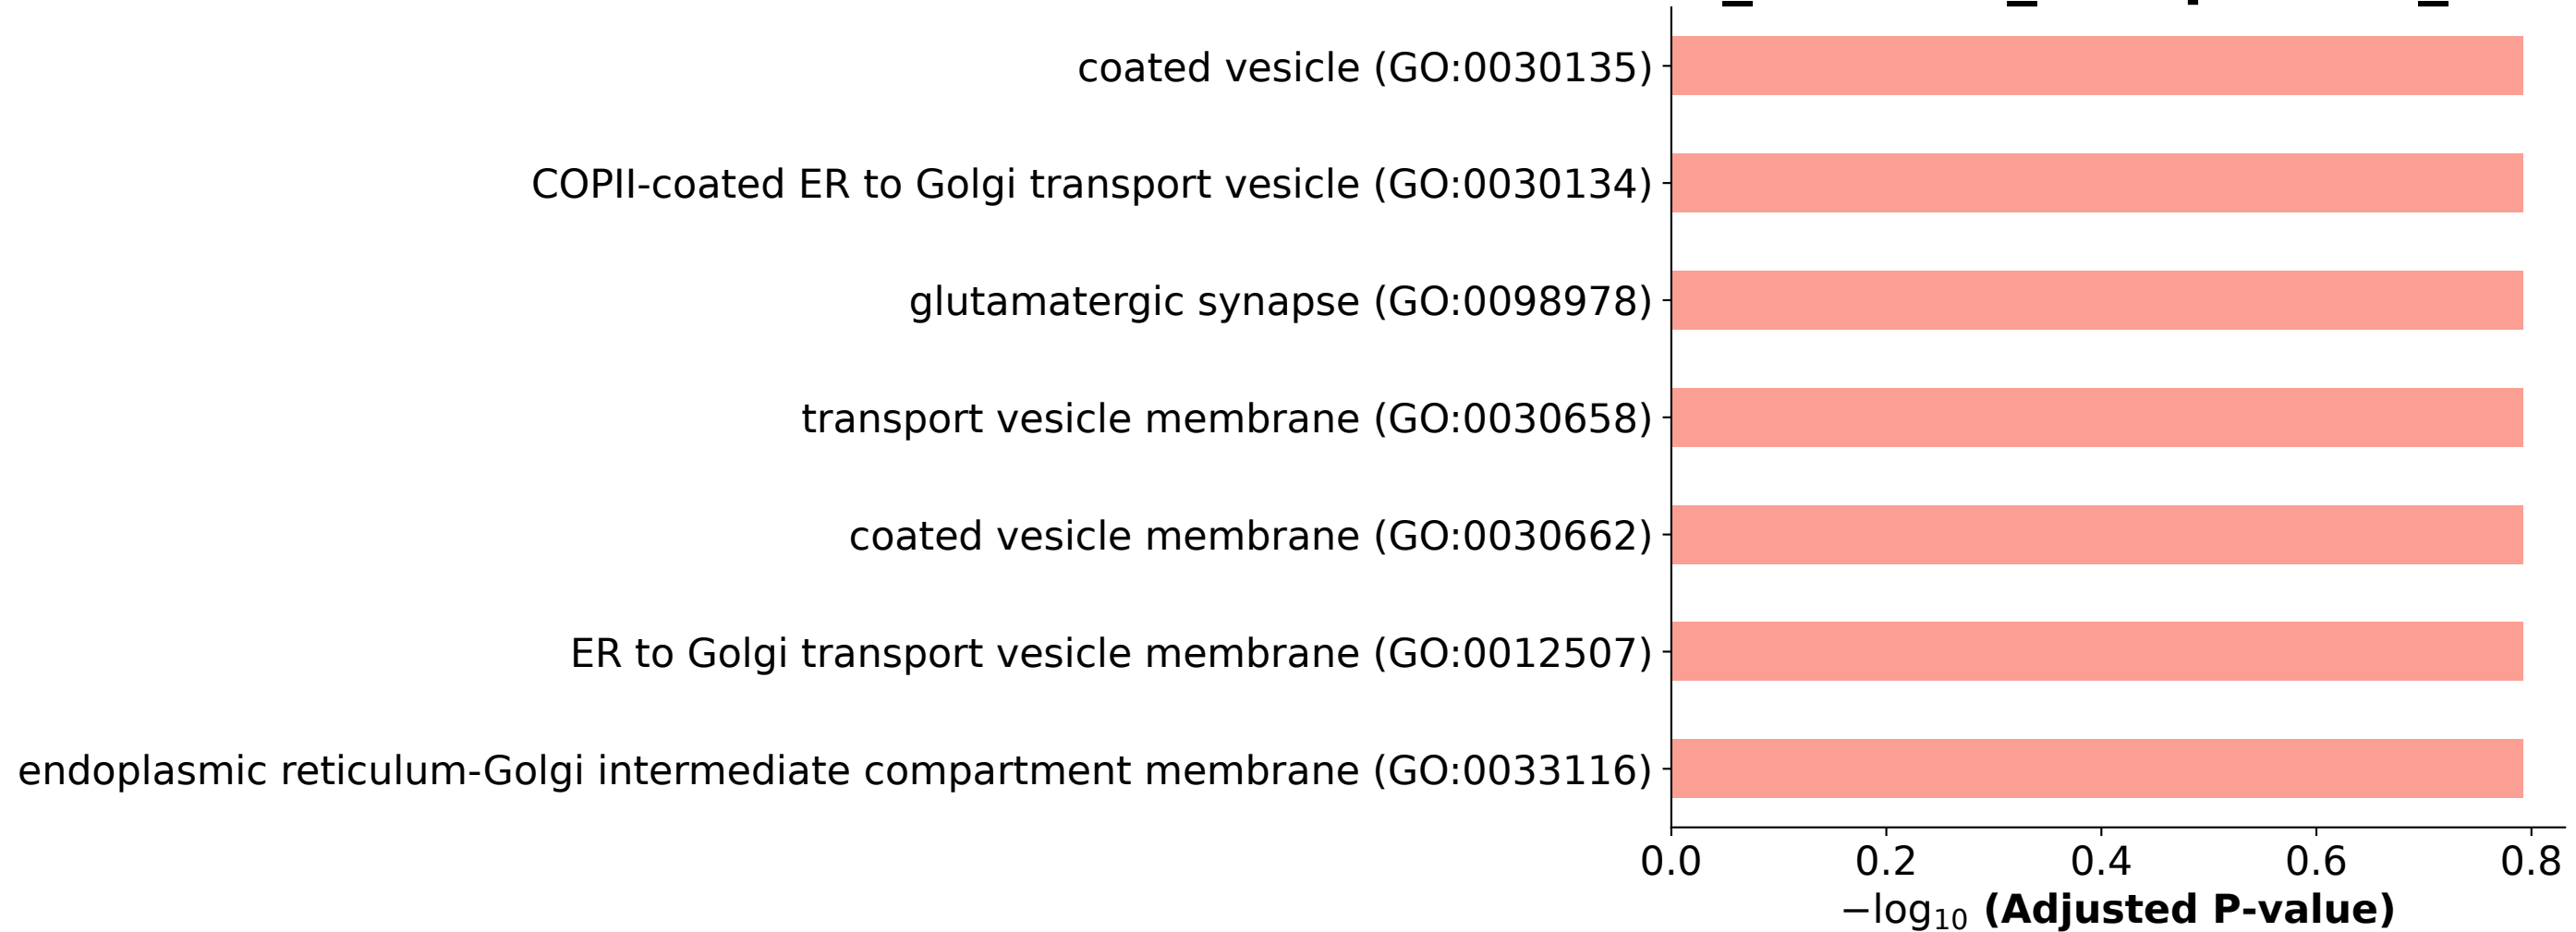 coated vesicle (GO:0030135)
COPII-coated ER to Golgi transport vesicle (GO:0030134)
glutamatergic synapse (GO:0098978)
transport vesicle membrane (GO:0030658)
coated vesicle membrane (GO:0030662)
ER to Golgi transport vesicle membrane (GO:0012507)
endoplasmic reticulum-Golgi intermediate compartment membrane (GO:0033116)
0.0 0.2 0.4 0.6 0.8
−log₁₀ (Adjusted P-value)